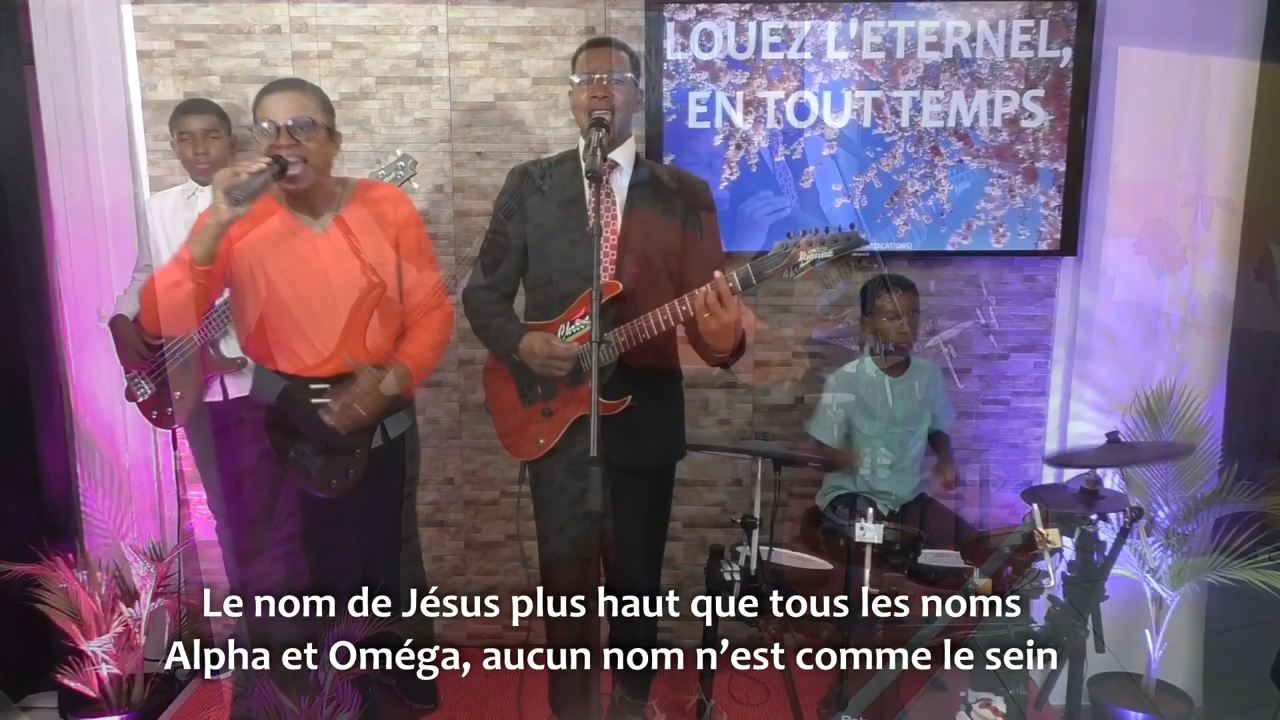 LOUEZ L'ETERNEL,
EN TOUT TEMPS
Ibanez
Le nom de Jésus plus haut que tous les noms
Alpha et Oméga, aucun nom n'est comme le sein